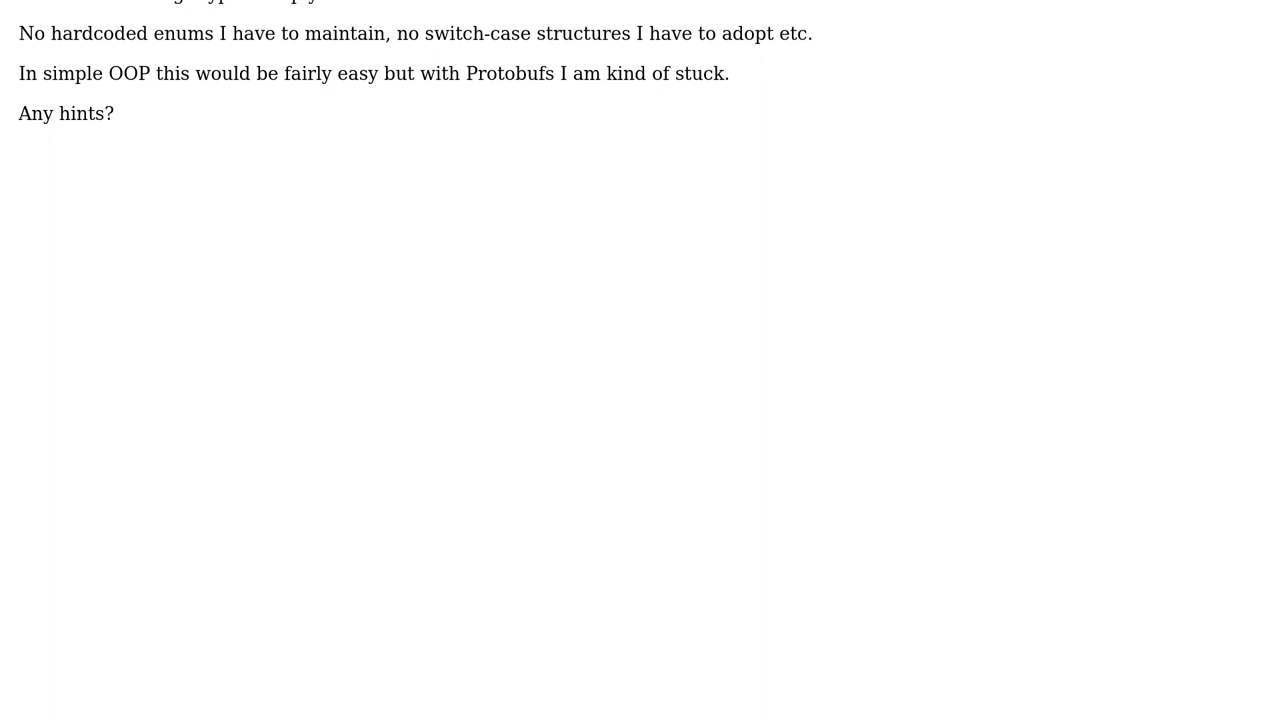 No hardcoded enums I have to maintain, no switch-case structures I have to adopt etc.
In simple OOP this would be fairly easy but with Protobufs I am kind of stuck.
Any hints?